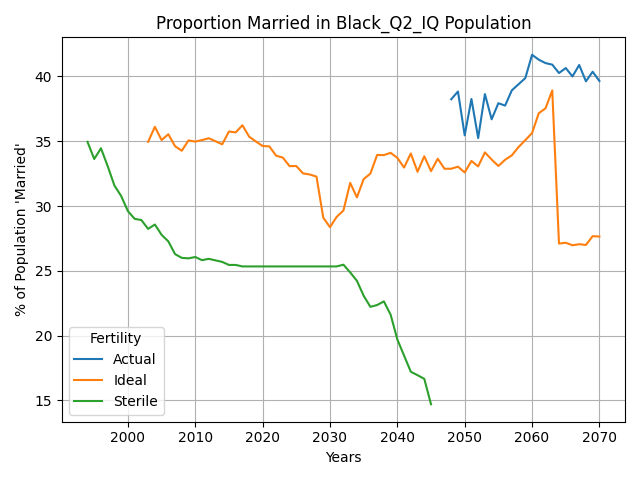 Proportion Married in Black_Q2_IQ Population
% of Population 'Married'
40
35
30
25
20
15
Fertility
Actual
Ideal
Sterile
2000 2010 2020 2030 2040 2050 2060 2070
Years